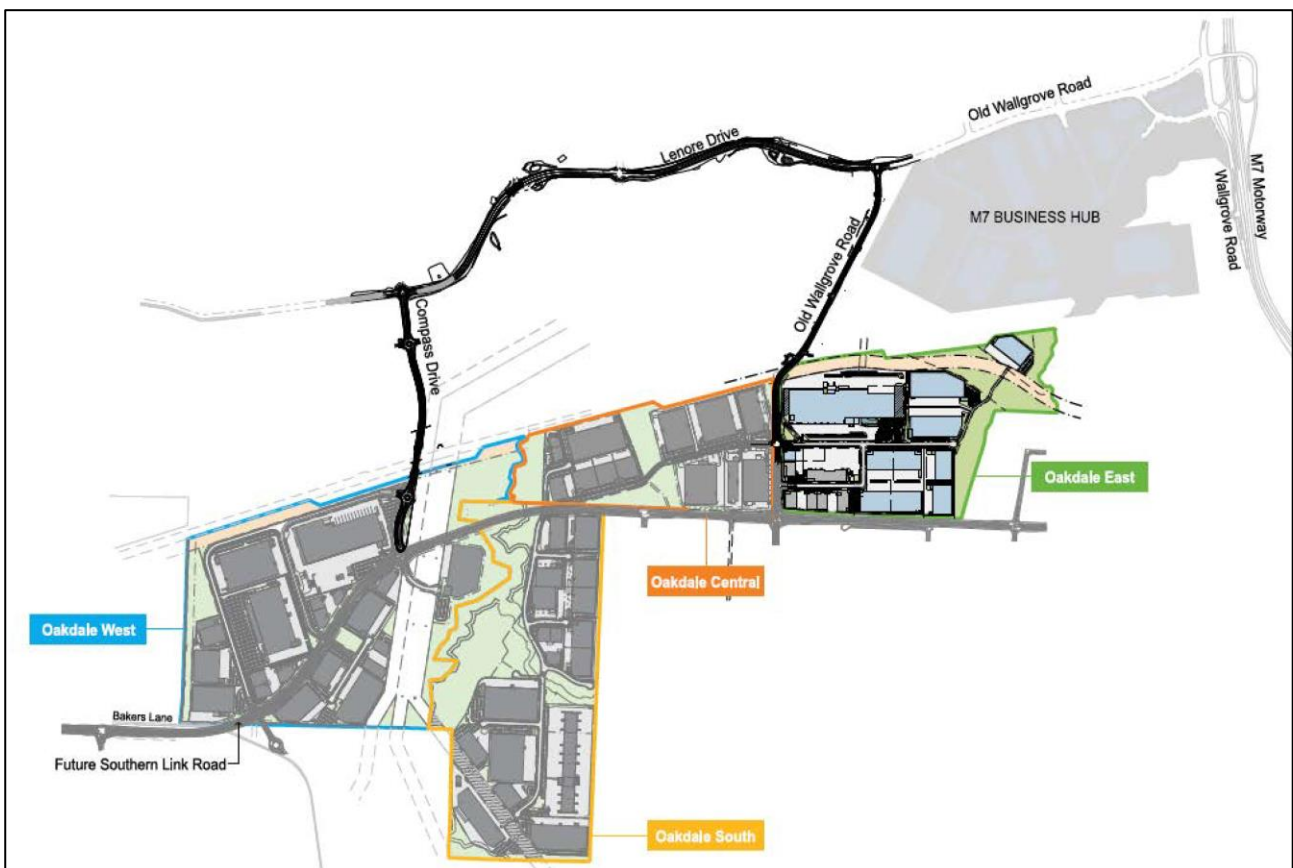 Old Wallgrove Road
M7 Motorway
Wallgrove Road
Lenore Drive
M7 BUSINESS HUB
Old Wallgrove Road
Compass Drive
Oakdale East
Oakdale Central
Oakdale West
Bakers Lane
Future Southern Link Road
Oakdale South